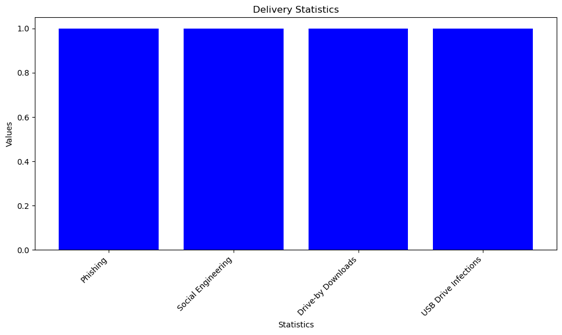 Delivery Statistics
1.0
0.8
0.6
0.4
0.2
0.0
Values
Phishing
Social Engineering
Drive-by Downloads
USB Drive Infections
Statistics